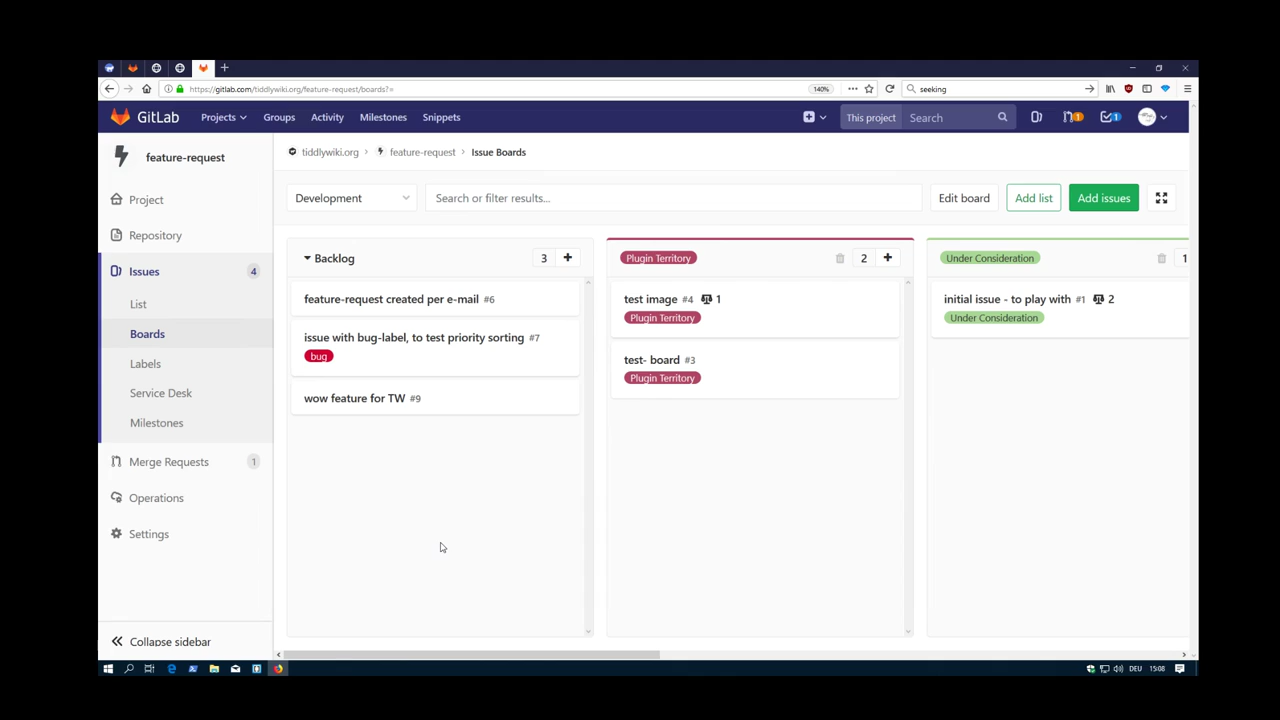 https://gitlab.com/tiddlywiki.org/feature-request/boards?=
140%
seeking
GitLab
Projects
Groups
Activity
Milestones
Snippets
This project
Search
1
1
feature-request
tiddlywiki.org
feature-request
Issue Boards
Project
Repository
Issues
4
List
Boards
Labels
Service Desk
Milestones
Merge Requests
1
Operations
Settings
Collapse sidebar
Development
Search or filter results...
Edit board
Add list
Add issues
Backlog
3
feature-request created per e-mail #6
issue with bug-label, to test priority sorting #7
bug
wow feature for TW #9
Plugin Territory
2
test image #4 1
Plugin Territory
test- board #3
Plugin Territory
Under Consideration
1
initial issue - to play with #1 2
Under Consideration
DEU
15:08